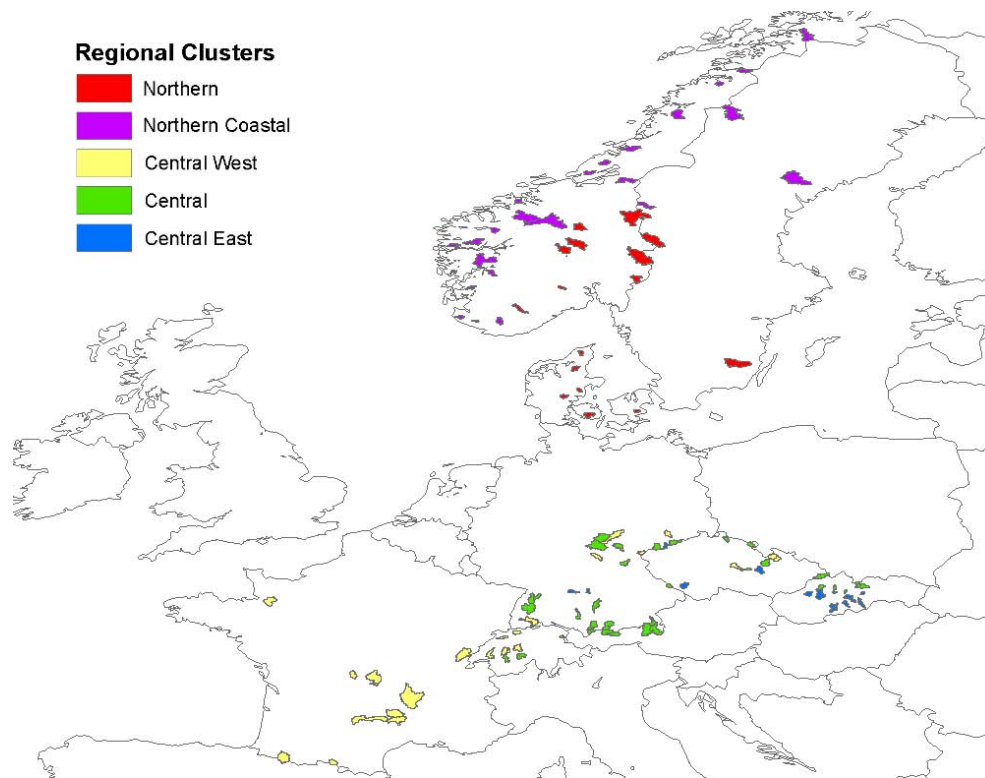 Regional Clusters
Northern
Northern Coastal
Central West
Central
Central East